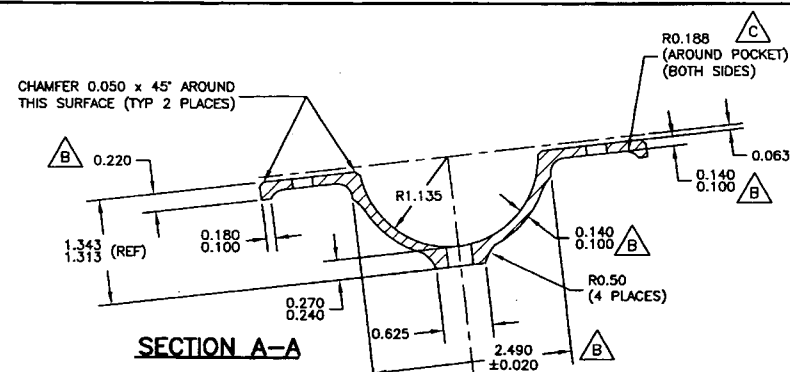 C
R0.188
(AROUND POCKET)
(BOTH SIDES)
CHAMFER 0.050 x 45° AROUND
THIS SURFACE (TYP 2 PLACES)
B 0.220
0.063
R1.135
0.140
0.100 B
0.180
0.100
0.140
0.100 B
1.343
1.313 (REF)
R0.50
(4 PLACES)
0.270
0.240
0.625
2.490
±0.020 B
SECTION A-A